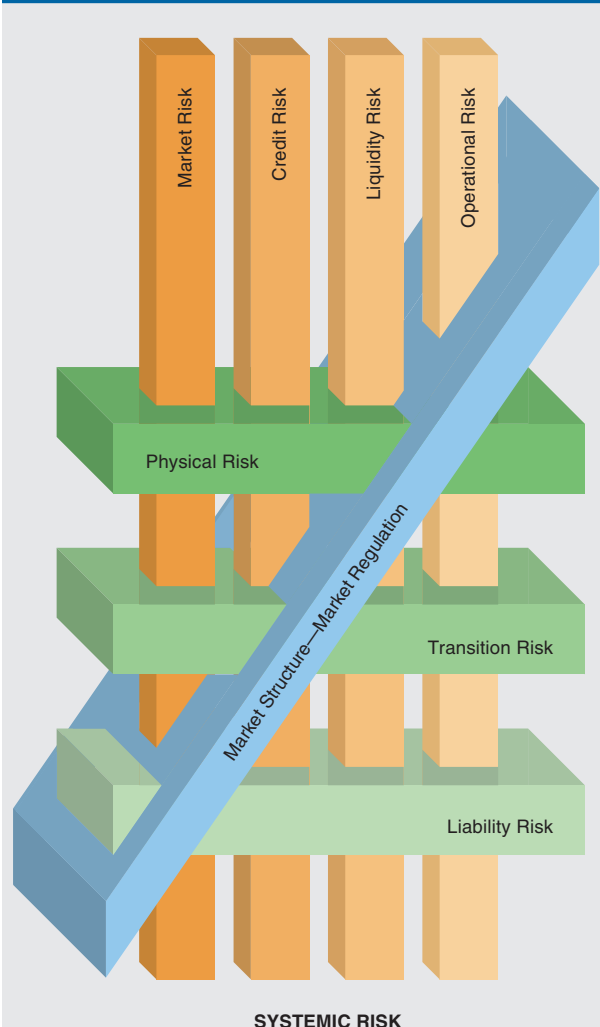 Market Risk
Credit Risk
Liquidity Risk
Operational Risk
Physical Risk
Market Structure—Market Regulation
Transition Risk
Liability Risk
SYSTEMIC RISK